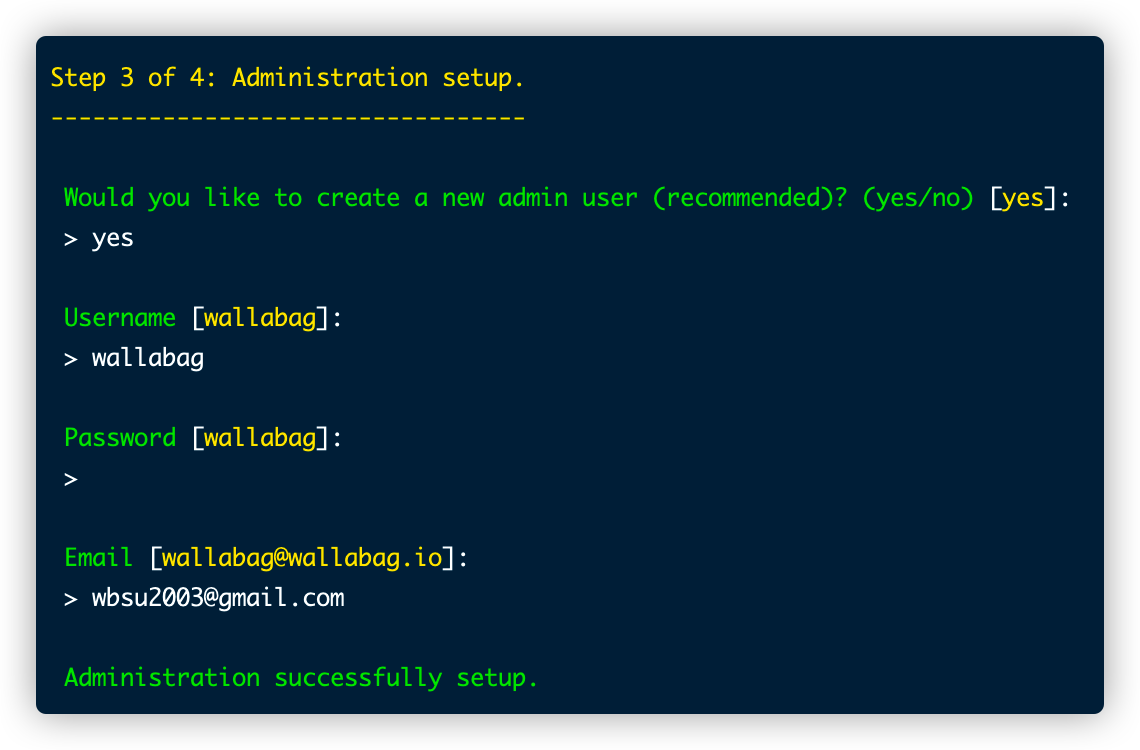 Step 3 of 4: Administration setup.
----------------------------------
Would you like to create a new admin user (recommended)? (yes/no) [yes]:
> yes
Username [wallabag]:
> wallabag
Password [wallabag]:
>
Email [wallabag@wallabag.io]:
> wbsu2003@gmail.com
Administration successfully setup.